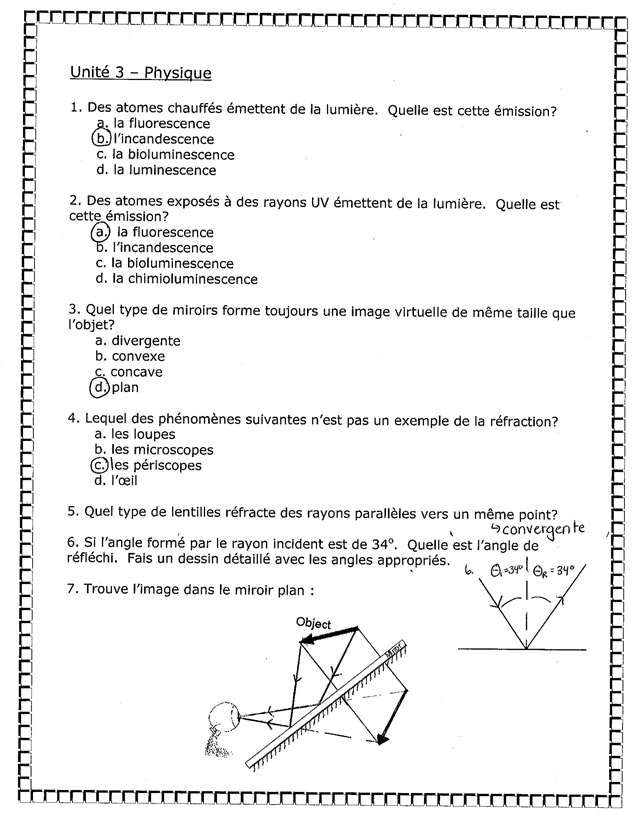 Unité 3 – Physique
1. Des atomes chauffés émettent de la lumière. Quelle est cette émission?
a. la fluorescence
b. l'incandescence
c. la bioluminescence
d. la luminescence
2. Des atomes exposés à des rayons UV émettent de la lumière. Quelle est
cette émission?
a. la fluorescence
b. l'incandescence
c. la bioluminescence
d. la chimioluminescence
3. Quel type de miroirs forme toujours une image virtuelle de même taille que
l'objet?
a. divergente
b. convexe
c. concave
d. plan
4. Lequel des phénomènes suivantes n'est pas un exemple de la réfraction?
a. les loupes
b. les microscopes
c. les périscopes
d. l'œil
5. Quel type de lentilles réfracte des rayons parallèles vers un même point?
↳ convergente
6. Si l'angle formé par le rayon incident est de 34°. Quelle est l'angle de
réfléchi. Fais un dessin détaillé avec les angles appropriés.
6. θi=34° θR = 34°
7. Trouve l'image dans le miroir plan :
Object